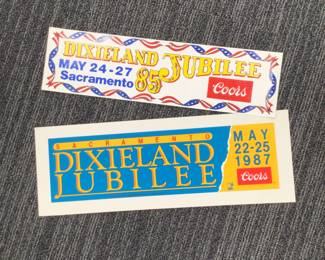 DIXIELAND JUBILEE
MAY 24-27
Sacramento
85
Coors
SACRAMENTO
DIXIELAND
JUBILEE
MAY
22-25
1987
Coors